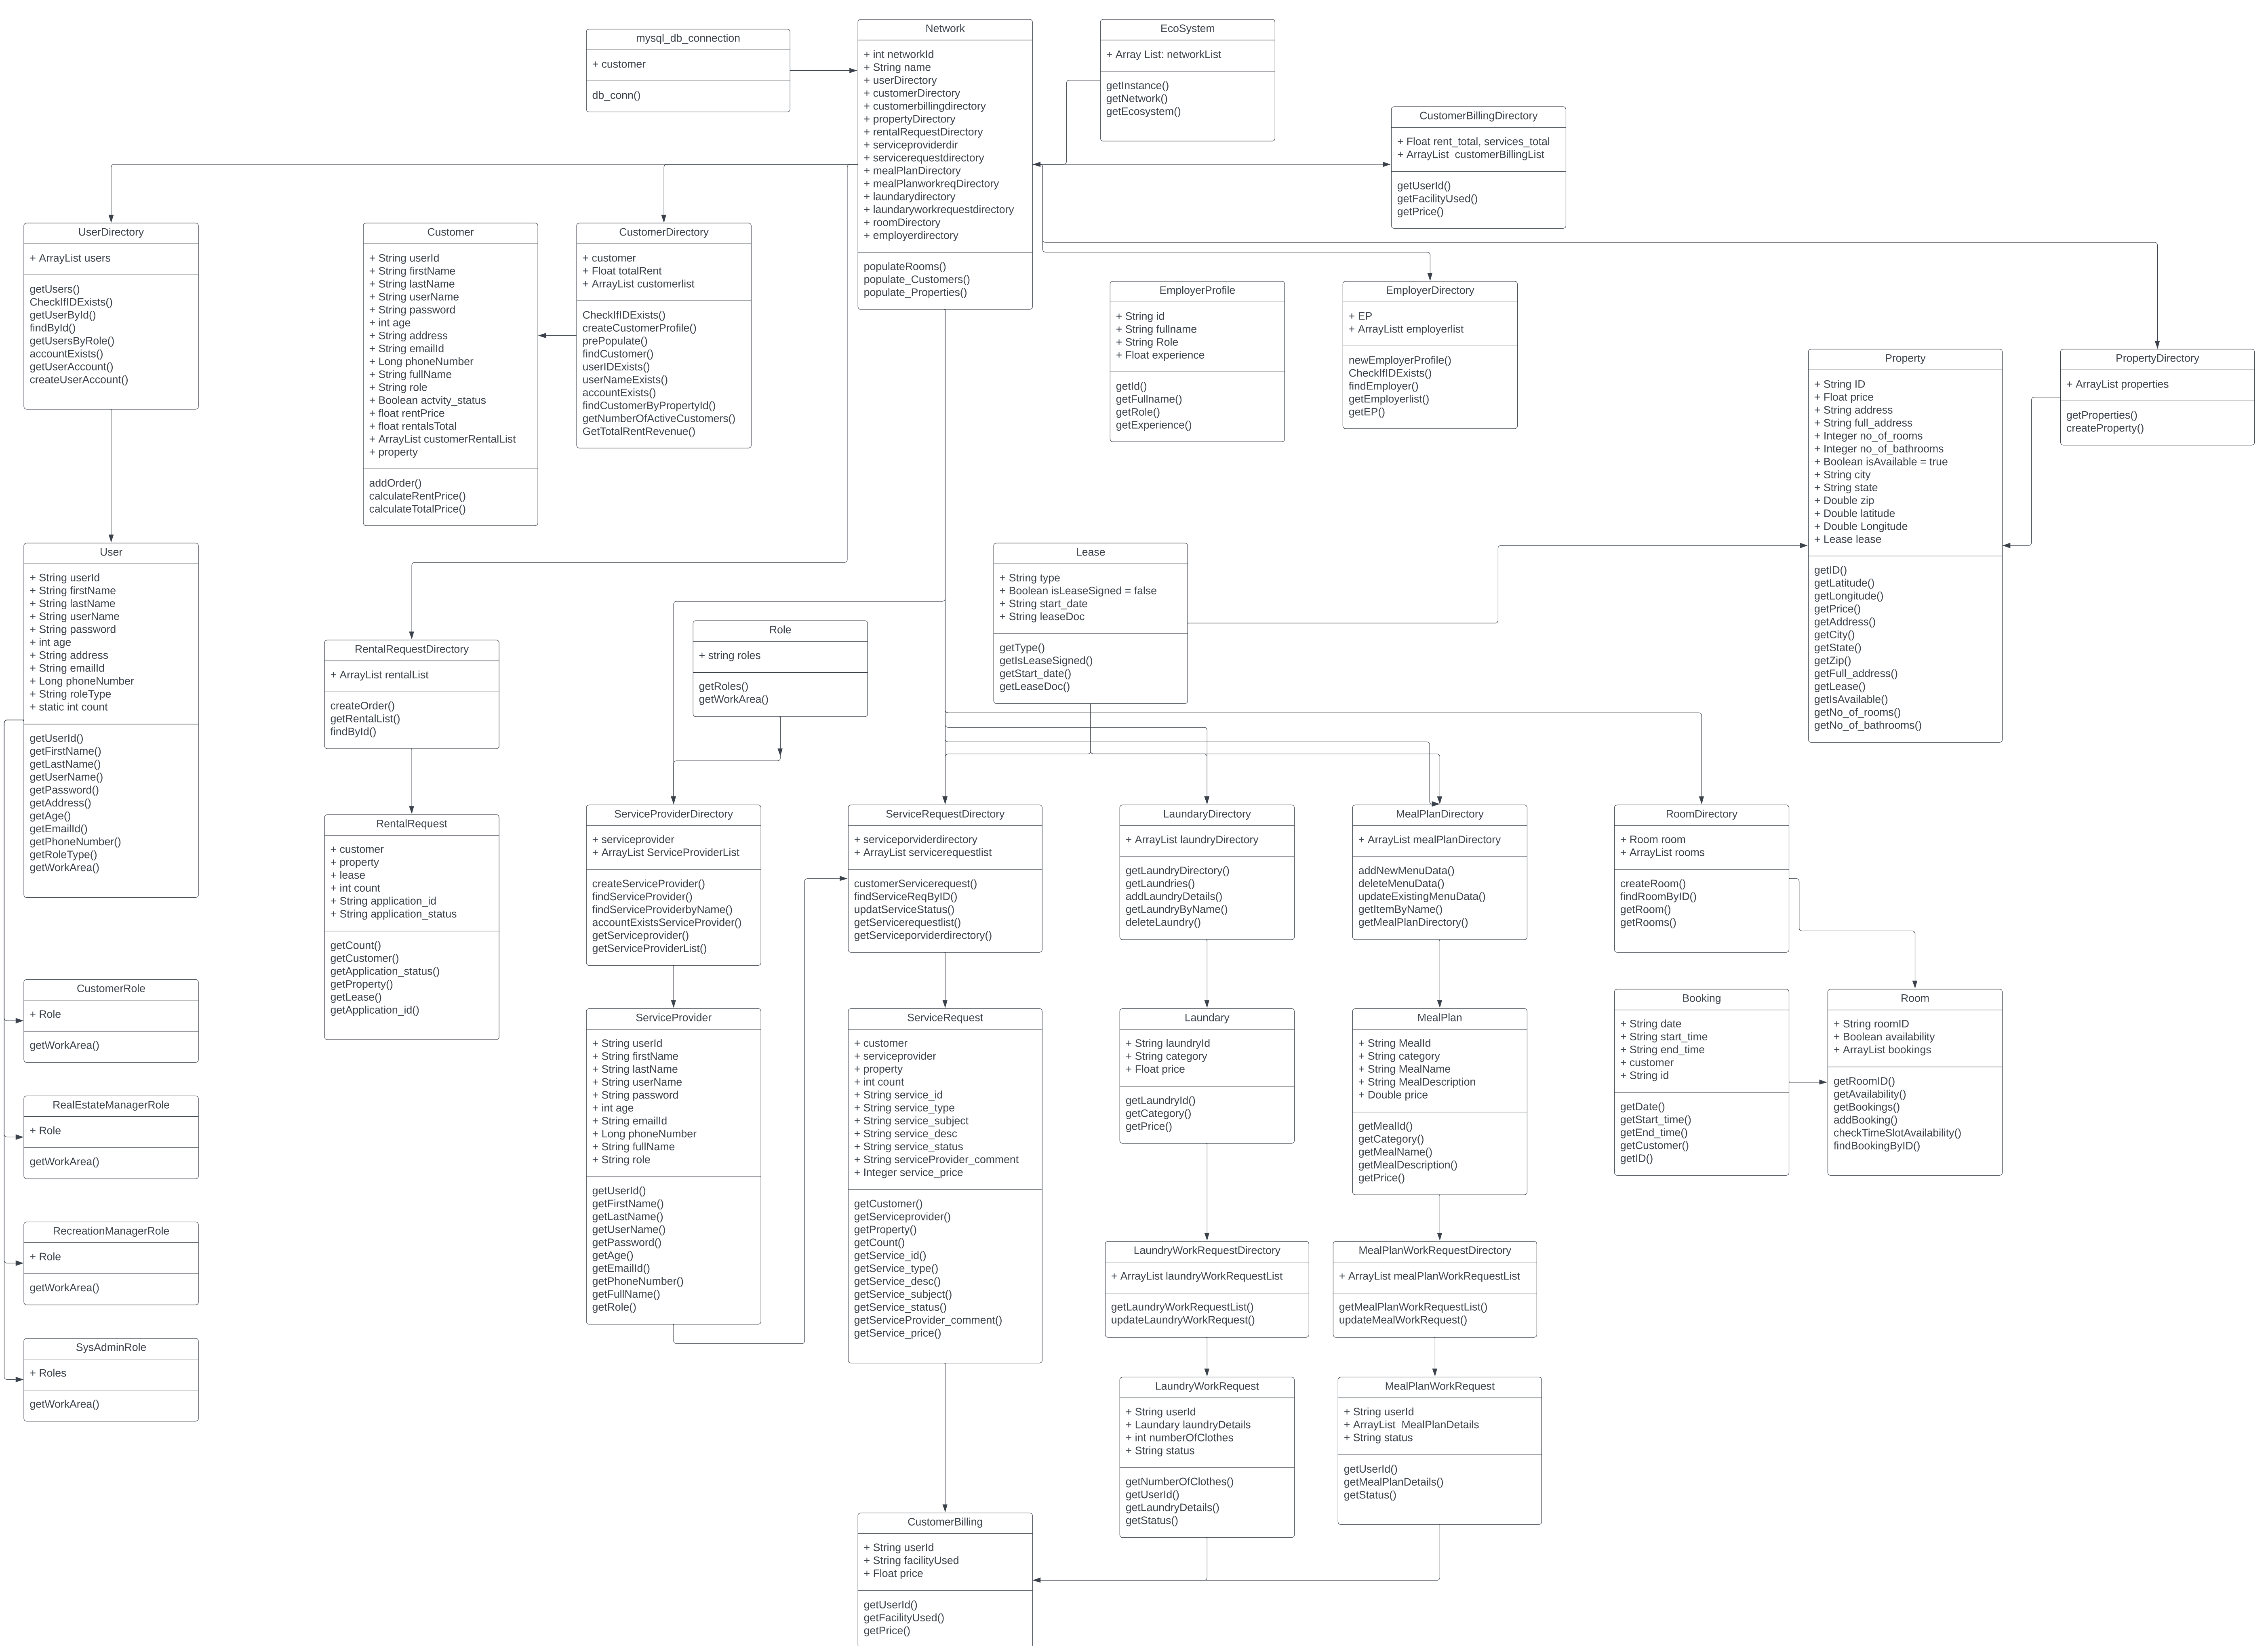 mysql_db_connection
+ customer
db_conn()
Network
+ int networkId
+ String name
+ userDirectory
+ customerDirectory
+ customerbillingdirectory
+ propertyDirectory
+ rentalRequestDirectory
+ serviceproviderdir
+ servicerequestdirectory
+ mealPlanDirectory
+ mealPlanworkreqDirectory
+ laundarydirectory
+ laundaryworkrequestdirectory
+ roomDirectory
+ employerdirectory
populateRooms()
populate_Customers()
populate_Properties()
EcoSystem
+ Array List: networkList
getInstance()
getNetwork()
getEcosystem()
CustomerBillingDirectory
+ Float rent_total, services_total
+ ArrayList  customerBillingList
getUserId()
getFacilityUsed()
getPrice()
UserDirectory
+ ArrayList users
getUsers()
CheckIfIDExists()
getUserById()
findById()
getUsersByRole()
accountExists()
getUserAccount()
createUserAccount()
Customer
+ String userId
+ String firstName
+ String lastName
+ String userName
+ String password
+ int age
+ String address
+ String emailId
+ Long phoneNumber
+ String fullName
+ String role
+ Boolean actvity_status
+ float rentPrice
+ float rentalsTotal
+ ArrayList customerRentalList
+ property
addOrder()
calculateRentPrice()
calculateTotalPrice()
CustomerDirectory
+ customer
+ Float totalRent
+ ArrayList customerlist
CheckIfIDExists()
createCustomerProfile()
prePopulate()
findCustomer()
userIDExists()
userNameExists()
accountExists()
findCustomerByPropertyId()
getNumberOfActiveCustomers()
GetTotalRentRevenue()
EmployerProfile
+ String id
+ String fullname
+ String Role
+ Float experience
getId()
getFullname()
getRole()
getExperience()
EmployerDirectory
+ EP
+ ArrayListt employerlist
newEmployerProfile()
CheckIfIDExists()
findEmployer()
getEmployerlist()
getEP()
Property
+ String ID
+ Float price
+ String address
+ String full_address
+ Integer no_of_rooms
+ Integer no_of_bathrooms
+ Boolean isAvailable = true
+ String city
+ String state
+ Double zip
+ Double latitude
+ Double Longitude
+ Lease lease
getID()
getLatitude()
getLongitude()
getPrice()
getAddress()
getCity()
getState()
getZip()
getFull_address()
getLease()
getIsAvailable()
getNo_of_rooms()
getNo_of_bathrooms()
PropertyDirectory
+ ArrayList properties
getProperties()
createProperty()
User
+ String userId
+ String firstName
+ String lastName
+ String userName
+ String password
+ int age
+ String address
+ String emailId
+ Long phoneNumber
+ String roleType
+ static int count
getUserId()
getFirstName()
getLastName()
getUserName()
getPassword()
getAddress()
getAge()
getEmailId()
getPhoneNumber()
getRoleType()
getWorkArea()
RentalRequestDirectory
+ ArrayList rentalList
createOrder()
getRentalList()
findById()
Role
+ string roles
getRoles()
getWorkArea()
Lease
+ String type
+ Boolean isLeaseSigned = false
+ String start_date
+ String leaseDoc
getType()
getIsLeaseSigned()
getStart_date()
getLeaseDoc()
RentalRequest
+ customer
+ property
+ lease
+ int count
+ String application_id
+ String application_status
getCount()
getCustomer()
getApplication_status()
getProperty()
getLease()
getApplication_id()
ServiceProviderDirectory
+ serviceprovider
+ ArrayList ServiceProviderList
createServiceProvider()
findServiceProvider()
findServiceProviderbyName()
accountExistsServiceProvider()
getServiceprovider()
getServiceProviderList()
ServiceRequestDirectory
+ serviceporviderdirectory
+ ArrayList servicerequestlist
customerServicerequest()
findServiceReqByID()
updatServiceStatus()
getServicerequestlist()
getServiceporviderdirectory()
LaundaryDirectory
+ ArrayList laundryDirectory
getLaundryDirectory()
getLaundries()
addLaundryDetails()
getLaundryByName()
deleteLaundry()
MealPlanDirectory
+ ArrayList mealPlanDirectory
addNewMenuData()
deleteMenuData()
updateExistingMenuData()
getItemByName()
getMealPlanDirectory()
RoomDirectory
+ Room room
+ ArrayList rooms
createRoom()
findRoomByID()
getRoom()
getRooms()
CustomerRole
+ Role
getWorkArea()
RealEstateManagerRole
+ Role
getWorkArea()
RecreationManagerRole
+ Role
getWorkArea()
SysAdminRole
+ Roles
getWorkArea()
ServiceProvider
+ String userId
+ String firstName
+ String lastName
+ String userName
+ String password
+ int age
+ String emailId
+ Long phoneNumber
+ String fullName
+ String role
getUserId()
getFirstName()
getLastName()
getUserName()
getPassword()
getAge()
getEmailId()
getPhoneNumber()
getFullName()
getRole()
ServiceRequest
+ customer
+ serviceprovider
+ property
+ int count
+ String service_id
+ String service_type
+ String service_subject
+ String service_desc
+ String service_status
+ String serviceProvider_comment
+ Integer service_price
getCustomer()
getServiceprovider()
getProperty()
getCount()
getService_id()
getService_type()
getService_desc()
getService_subject()
getService_status()
getServiceProvider_comment()
getService_price()
Laundary
+ String laundryId
+ String category
+ Float price
getLaundryId()
getCategory()
getPrice()
MealPlan
+ String MealId
+ String category
+ String MealName
+ String MealDescription
+ Double price
getMealId()
getCategory()
getMealName()
getMealDescription()
getPrice()
Booking
+ String date
+ String start_time
+ String end_time
+ customer
+ String id
getDate()
getStart_time()
getEnd_time()
getCustomer()
getID()
Room
+ String roomID
+ Boolean availability
+ ArrayList bookings
getRoomID()
getAvailability()
getBookings()
addBooking()
checkTimeSlotAvailability()
findBookingByID()
LaundryWorkRequestDirectory
+ ArrayList laundryWorkRequestList
getLaundryWorkRequestList()
updateLaundryWorkRequest()
MealPlanWorkRequestDirectory
+ ArrayList mealPlanWorkRequestList
getMealPlanWorkRequestList()
updateMealWorkRequest()
LaundryWorkRequest
+ String userId
+ Laundary laundryDetails
+ int numberOfClothes
+ String status
getNumberOfClothes()
getUserId()
getLaundryDetails()
getStatus()
MealPlanWorkRequest
+ String userId
+ ArrayList  MealPlanDetails
+ String status
getUserId()
getMealPlanDetails()
getStatus()
CustomerBilling
+ String userId
+ String facilityUsed
+ Float price
getUserId()
getFacilityUsed()
getPrice()